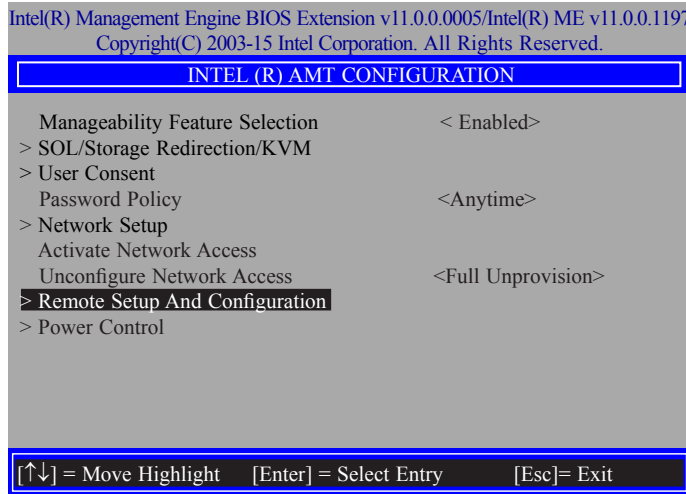 Intel(R) Management Engine BIOS Extension v11.0.0.0005/Intel(R) ME v11.0.0.1197
Copyright(C) 2003-15 Intel Corporation. All Rights Reserved.
INTEL (R) AMT CONFIGURATION
Manageability Feature Selection < Enabled>
> SOL/Storage Redirection/KVM
> User Consent
Password Policy <Anytime>
> Network Setup
Activate Network Access
Unconfigure Network Access <Full Unprovision>
> Remote Setup And Configuration
> Power Control
[↑↓] = Move Highlight [Enter] = Select Entry [Esc]= Exit